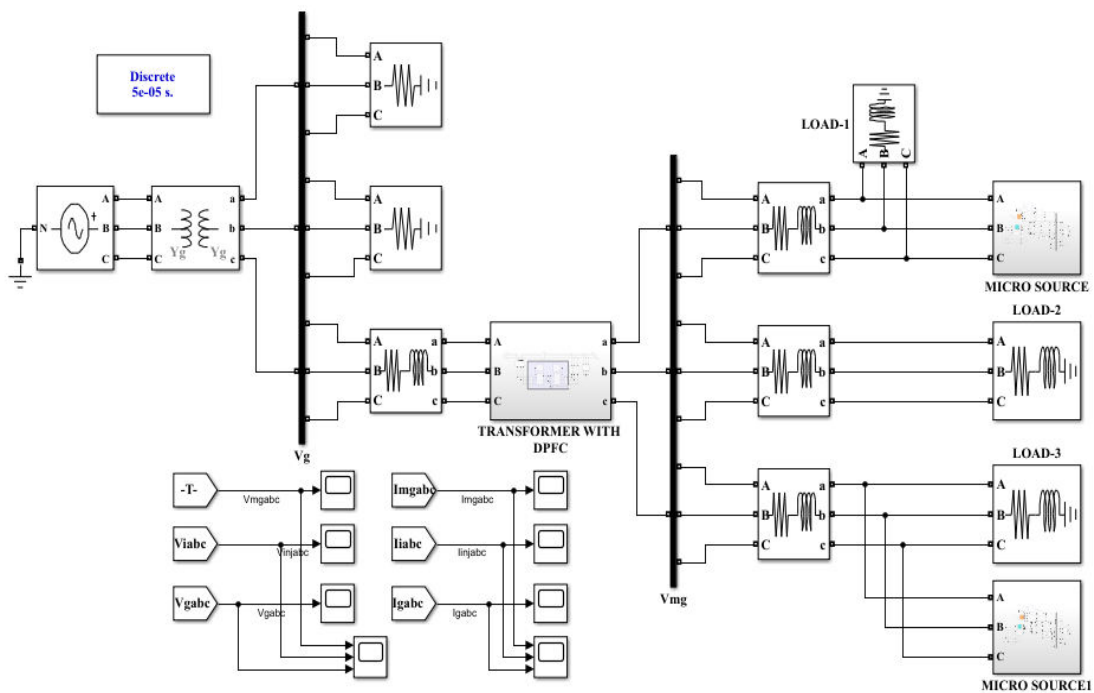 Discrete
5e-05 s.
N
A
B
C
A
B
C
Yg
Yg
a
b
c
A
B
C
A
B
C
A
B
C
a
b
c
A
B
C
a
b
c
TRANSFORMER WITH
DPFC
Vg
LOAD-1
A
B
C
A
B
C
a
b
c
A
B
C
MICRO SOURCE
LOAD-2
A
B
C
a
b
c
A
B
C
LOAD-3
A
B
C
a
b
c
A
B
C
Vmg
A
B
C
MICRO SOURCE1
-T-
Vmgabc
Viabc
Vinjabc
Vgabc
Vgabc
Imgabc
Imgabc
Iiabc
Iinjabc
Igabc
Igabc